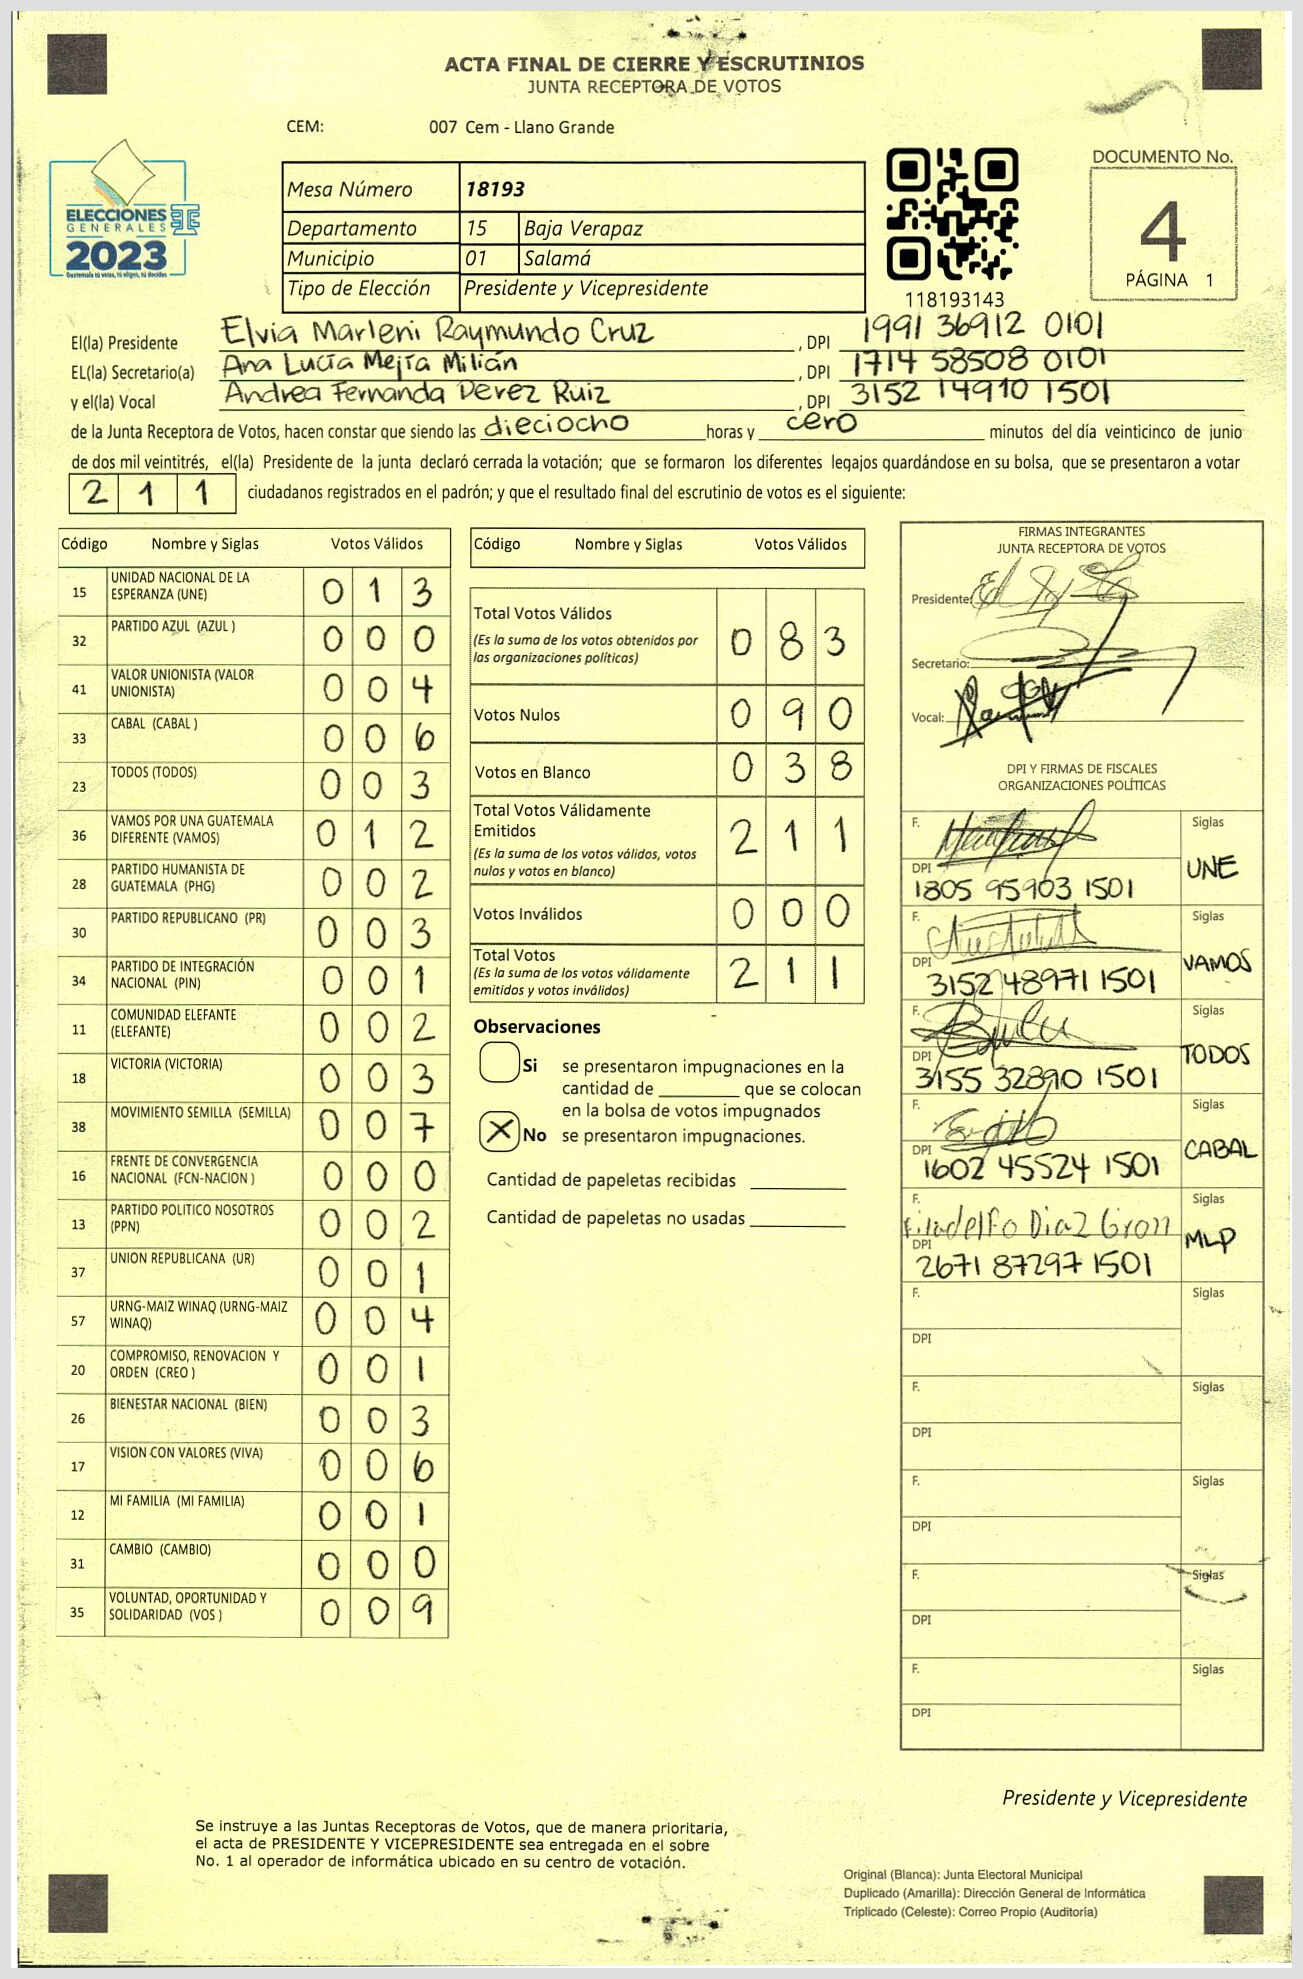 ACTA FINAL DE CIERRE Y ESCRUTINIOS
JUNTA RECEPTORA DE VOTOS
CEM: 007 Cem - Llano Grande
ELECCIONES
GENERALES
2023
Guatemala tú votas, tú eliges, tú decides
Mesa Número 18193
Departamento 15 Baja Verapaz
Municipio 01 Salamá
Tipo de Elección Presidente y Vicepresidente
118193143
DOCUMENTO No.
4
PÁGINA 1
El(la) Presidente Elvia Marleni Raymundo Cruz , DPI 1991 36912 0101
EL(la) Secretario(a) Ana Lucía Mejía Milián , DPI 1714 58508 0101
y el(la) Vocal Andrea Fernanda Perez Ruiz , DPI 3152 14910 1501
de la Junta Receptora de Votos, hacen constar que siendo las dieciocho horas y cero minutos del día veinticinco de junio
de dos mil veintitrés, el(la) Presidente de la junta declaró cerrada la votación; que se formaron los diferentes legajos guardándose en su bolsa, que se presentaron a votar
2 1 1 ciudadanos registrados en el padrón; y que el resultado final del escrutinio de votos es el siguiente:
Código Nombre y Siglas Votos Válidos
15 UNIDAD NACIONAL DE LA ESPERANZA (UNE) 0 1 3
32 PARTIDO AZUL (AZUL ) 0 0 0
41 VALOR UNIONISTA (VALOR UNIONISTA) 0 0 4
33 CABAL (CABAL ) 0 0 6
23 TODOS (TODOS) 0 0 3
36 VAMOS POR UNA GUATEMALA DIFERENTE (VAMOS) 0 1 2
28 PARTIDO HUMANISTA DE GUATEMALA (PHG) 0 0 2
30 PARTIDO REPUBLICANO (PR) 0 0 3
34 PARTIDO DE INTEGRACIÓN NACIONAL (PIN) 0 0 1
11 COMUNIDAD ELEFANTE (ELEFANTE) 0 0 2
18 VICTORIA (VICTORIA) 0 0 3
38 MOVIMIENTO SEMILLA (SEMILLA) 0 0 7
16 FRENTE DE CONVERGENCIA NACIONAL (FCN-NACION ) 0 0 0
13 PARTIDO POLITICO NOSOTROS (PPN) 0 0 2
37 UNION REPUBLICANA (UR) 0 0 1
57 URNG-MAIZ WINAQ (URNG-MAIZ WINAQ) 0 0 4
20 COMPROMISO, RENOVACION Y ORDEN (CREO ) 0 0 1
26 BIENESTAR NACIONAL (BIEN) 0 0 3
17 VISION CON VALORES (VIVA) 0 0 6
12 MI FAMILIA (MI FAMILIA) 0 0 1
31 CAMBIO (CAMBIO) 0 0 0
35 VOLUNTAD, OPORTUNIDAD Y SOLIDARIDAD (VOS ) 0 0 9
Código Nombre y Siglas Votos Válidos
Total Votos Válidos 0 8 3
(Es la suma de los votos obtenidos por
las organizaciones políticas)
Votos Nulos 0 9 0
Votos en Blanco 0 3 8
Total Votos Válidamente
Emitidos 2 1 1
(Es la suma de los votos válidos, votos
nulos y votos en blanco)
Votos Inválidos 0 0 0
Total Votos 2 1 1
(Es la suma de los votos válidamente
emitidos y votos inválidos)
Observaciones
Si se presentaron impugnaciones en la
cantidad de ________ que se colocan
en la bolsa de votos impugnados
X No se presentaron impugnaciones.
Cantidad de papeletas recibidas ________
Cantidad de papeletas no usadas ________
FIRMAS INTEGRANTES
JUNTA RECEPTORA DE VOTOS
Presidente:
Secretario:
Vocal:
DPI Y FIRMAS DE FISCALES
ORGANIZACIONES POLÍTICAS
F. Siglas
DPI 1805 95903 1501 UNE
F. Siglas
DPI 3152 48971 1501 VAMOS
F. Siglas
DPI 3155 32890 1501 TODOS
F. Siglas
DPI 1602 45524 1501 CABAL
F. Filadelfo Diaz Giron Siglas
DPI 2671 87297 1501 MLP
F. Siglas
DPI
F. Siglas
DPI
F. Siglas
DPI
F. Siglas
DPI
F. Siglas
DPI
Presidente y Vicepresidente
Se instruye a las Juntas Receptoras de Votos, que de manera prioritaria,
el acta de PRESIDENTE Y VICEPRESIDENTE sea entregada en el sobre
No. 1 al operador de informática ubicado en su centro de votación.
Original (Blanca): Junta Electoral Municipal
Duplicado (Amarilla): Dirección General de Informática
Triplicado (Celeste): Correo Propio (Auditoría)